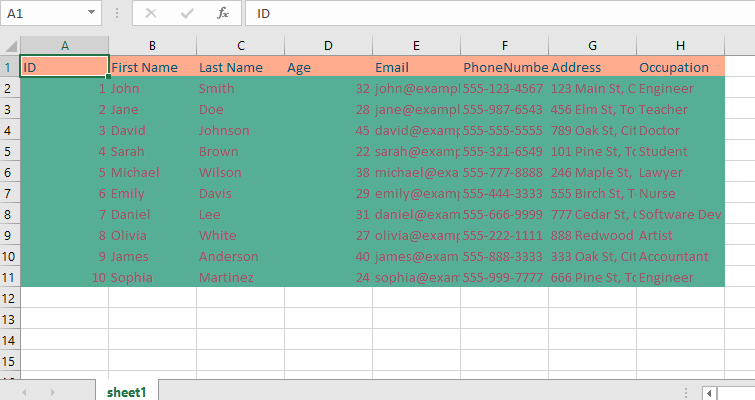 A1 fx ID
A B C D E F G H
1 ID First Name Last Name Age Email PhoneNumbe Address Occupation
2 1 John Smith 32 john@exampl 555-123-4567 123 Main St, C Engineer
3 2 Jane Doe 28 jane@exampl 555-987-6543 456 Elm St, To Teacher
4 3 David Johnson 45 david@examp 555-555-5555 789 Oak St, Cit Doctor
5 4 Sarah Brown 22 sarah@examp 555-321-6549 101 Pine St, To Student
6 5 Michael Wilson 38 michael@exa 555-777-8888 246 Maple St, Lawyer
7 6 Emily Davis 29 emily@examp 555-444-3333 555 Birch St, T Nurse
8 7 Daniel Lee 31 daniel@exam 555-666-9999 777 Cedar St, Software Dev
9 8 Olivia White 27 olivia@exam 555-222-1111 888 Redwood Artist
10 9 James Anderson 40 james@exam 555-888-3333 333 Oak St, Cit Accountant
11 10 Sophia Martinez 24 sophia@exam 555-999-7777 666 Pine St, To Engineer
12
13
14
15
sheet1